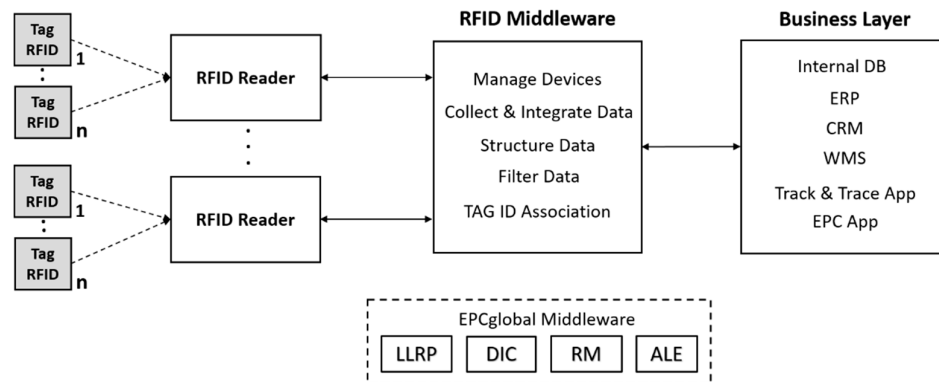 Tag
RFID
1
Tag
RFID
n
RFID Reader
Tag
RFID
1
Tag
RFID
n
RFID Reader
RFID Middleware
Manage Devices
Collect & Integrate Data
Structure Data
Filter Data
TAG ID Association
Business Layer
Internal DB
ERP
CRM
WMS
Track & Trace App
EPC App
EPCglobal Middleware
LLRP DIC RM ALE